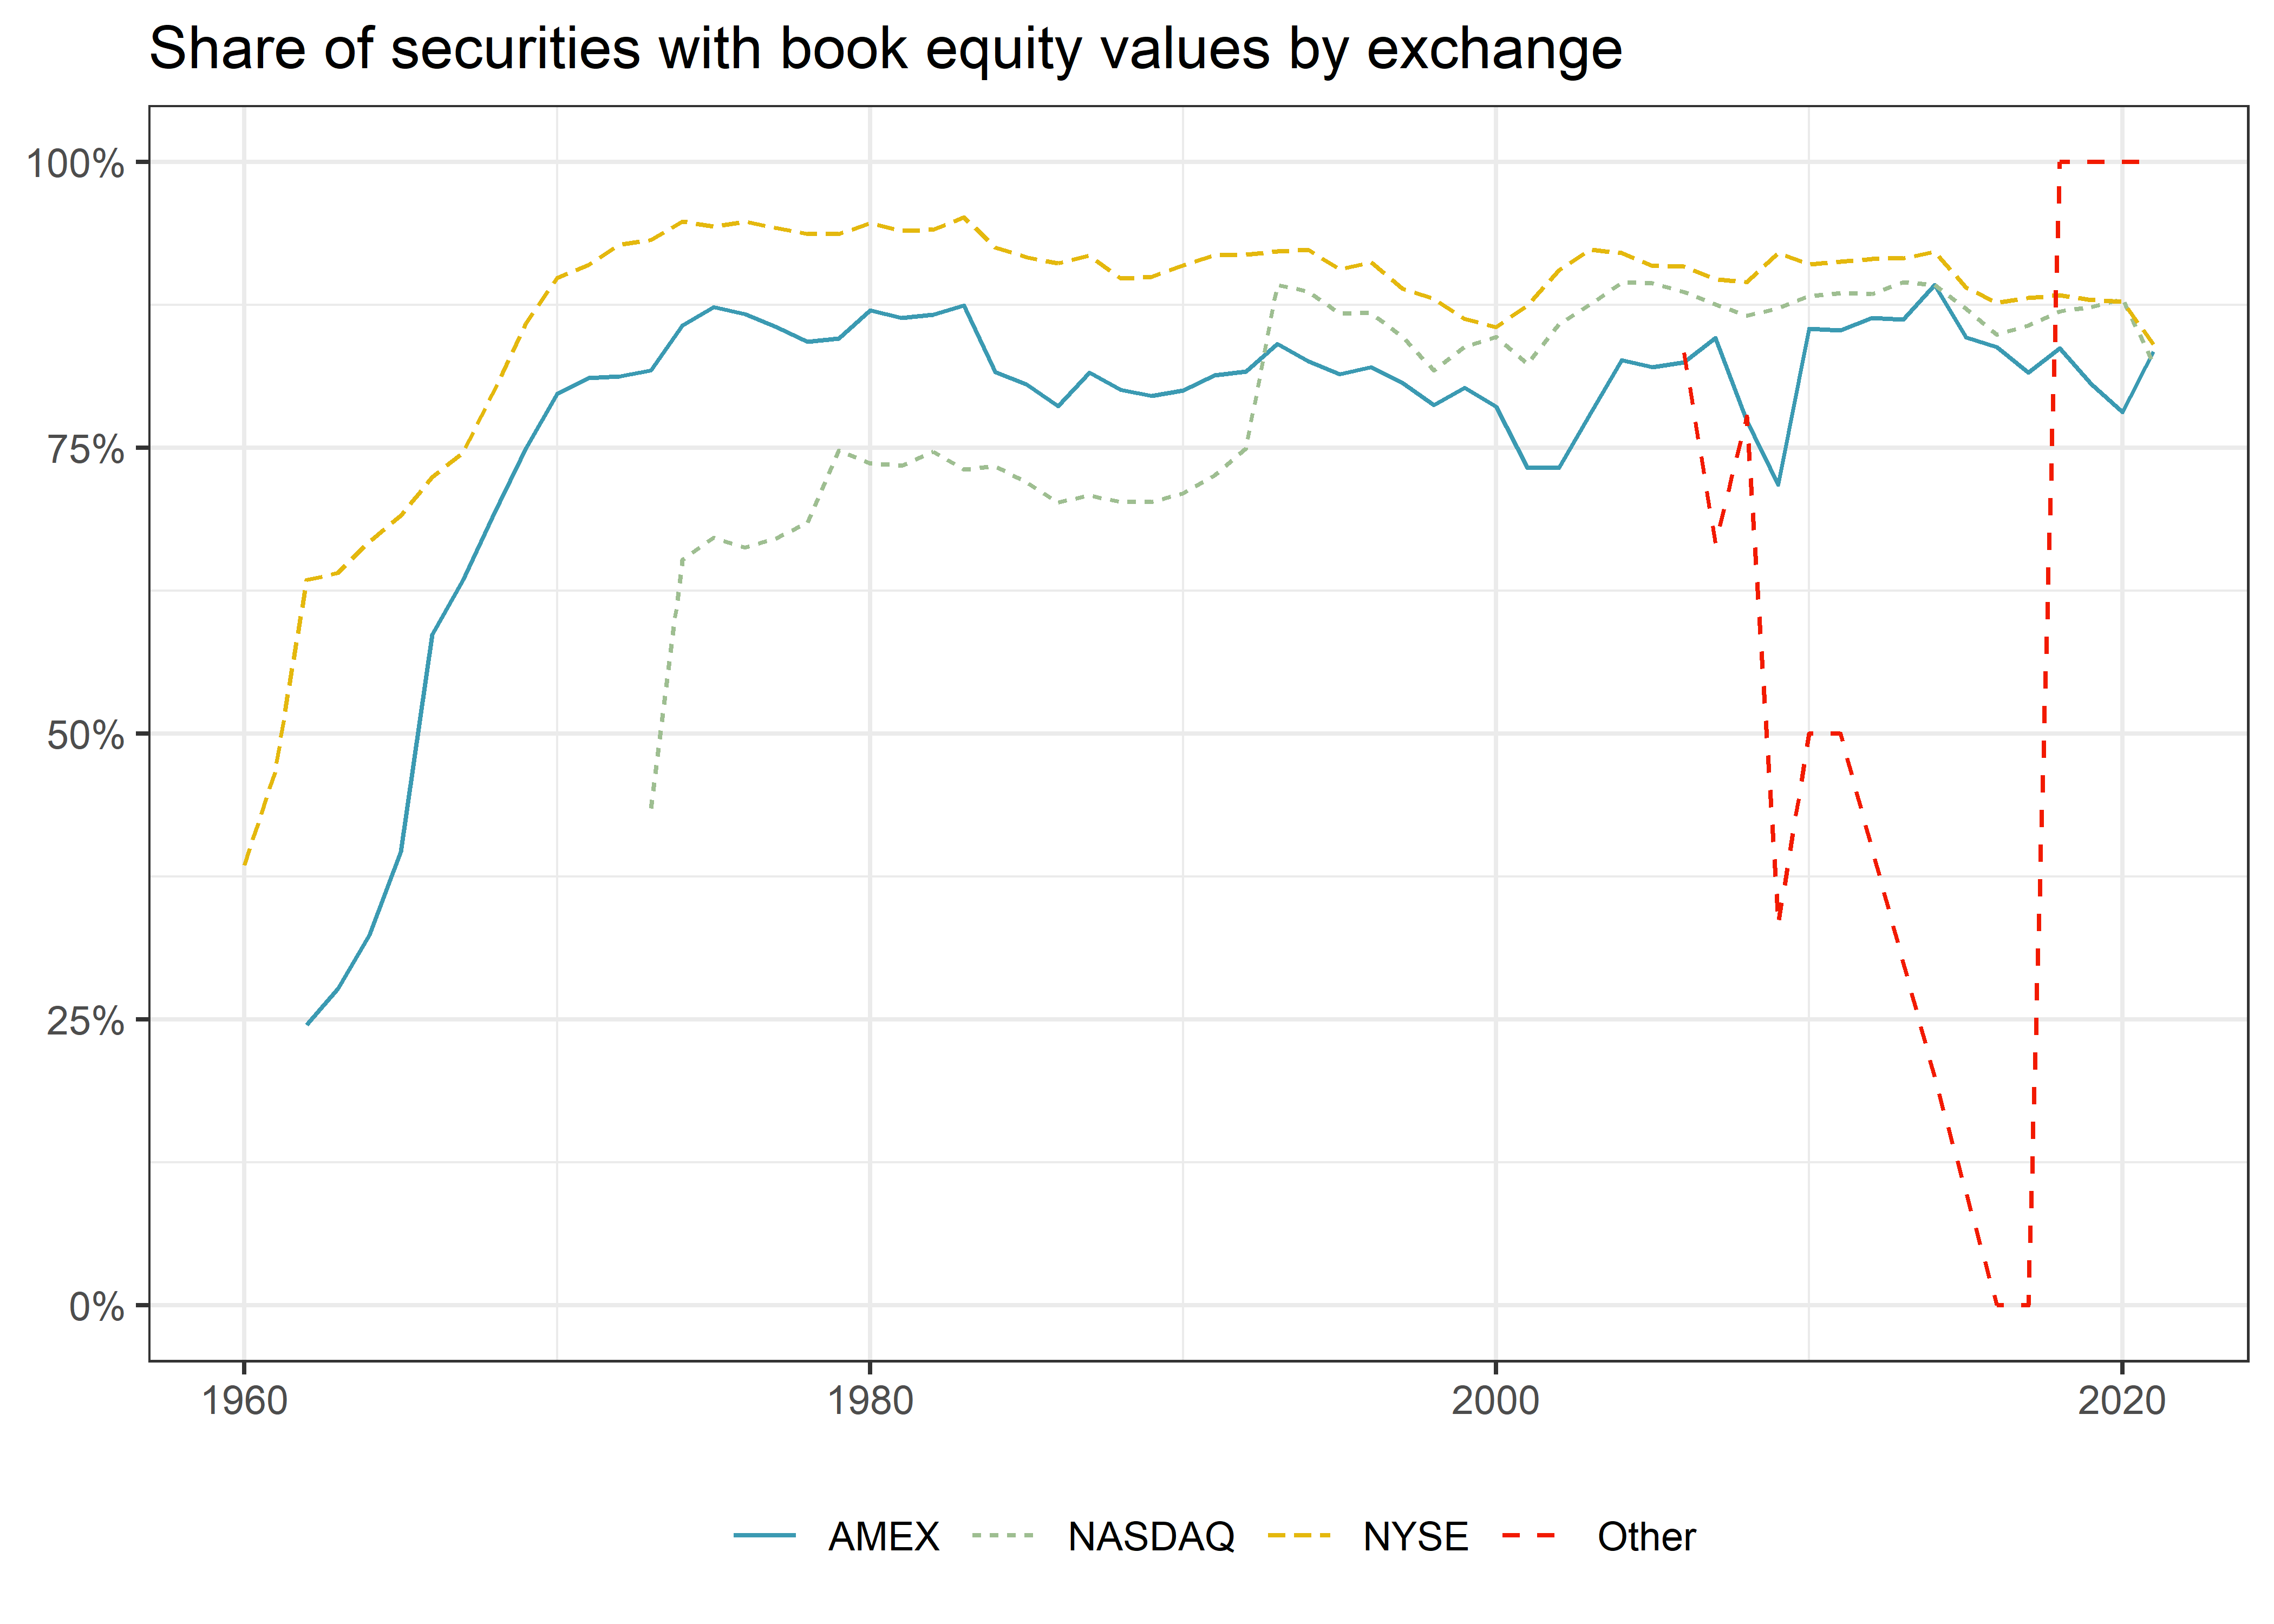 Share of securities with book equity values by exchange
100%
75%
50%
25%
0%
1960 1980 2000 2020
AMEX NASDAQ NYSE Other